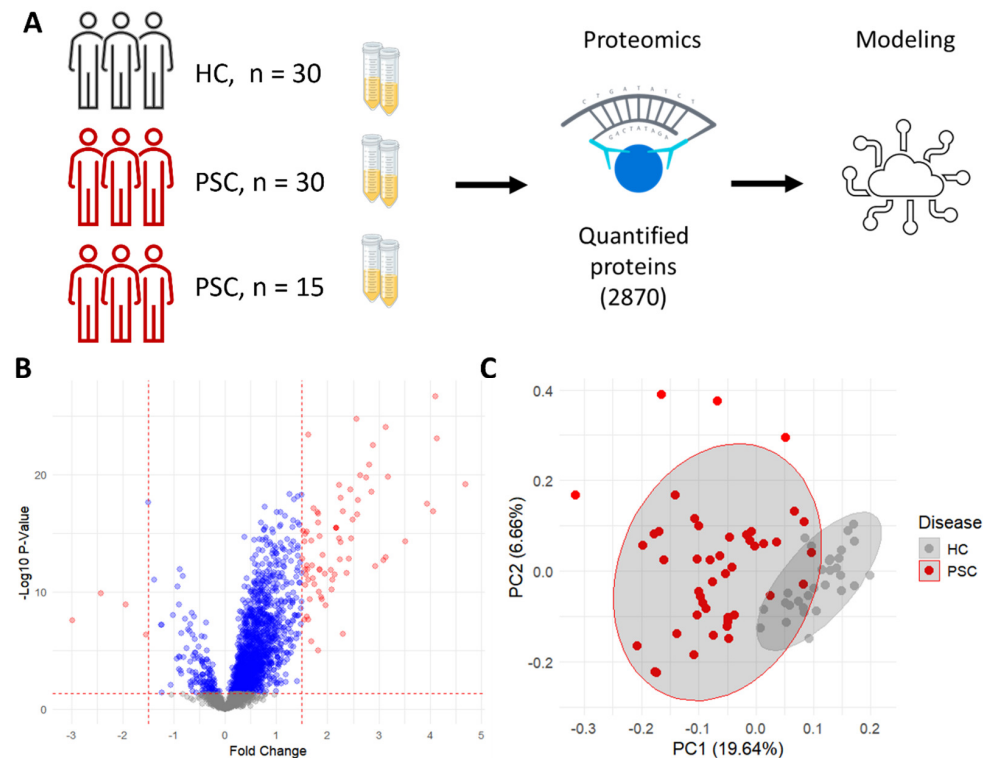 A
HC, n = 30
PSC, n = 30
PSC, n = 15
Proteomics
CTGATATCT
GACTATAGA
Quantified
proteins
(2870)
Modeling
B
-Log10 P-Value
20
10
0
-3 -2 -1 0 1 2 3 4 5
Fold Change
C
PC2 (6.66%)
0.4
0.2
0.0
-0.2
-0.3 -0.2 -0.1 0.0 0.1 0.2
PC1 (19.64%)
Disease
HC
PSC